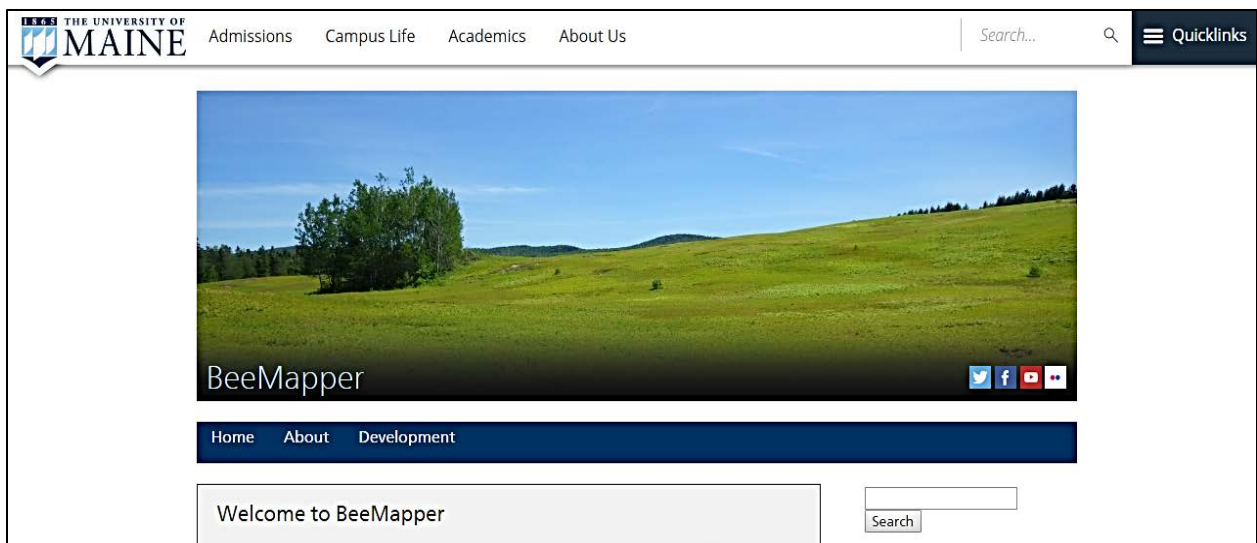 1865 THE UNIVERSITY OF
MAINE
Admissions Campus Life Academics About Us Search... Quicklinks
BeeMapper
Home About Development
Welcome to BeeMapper
Search